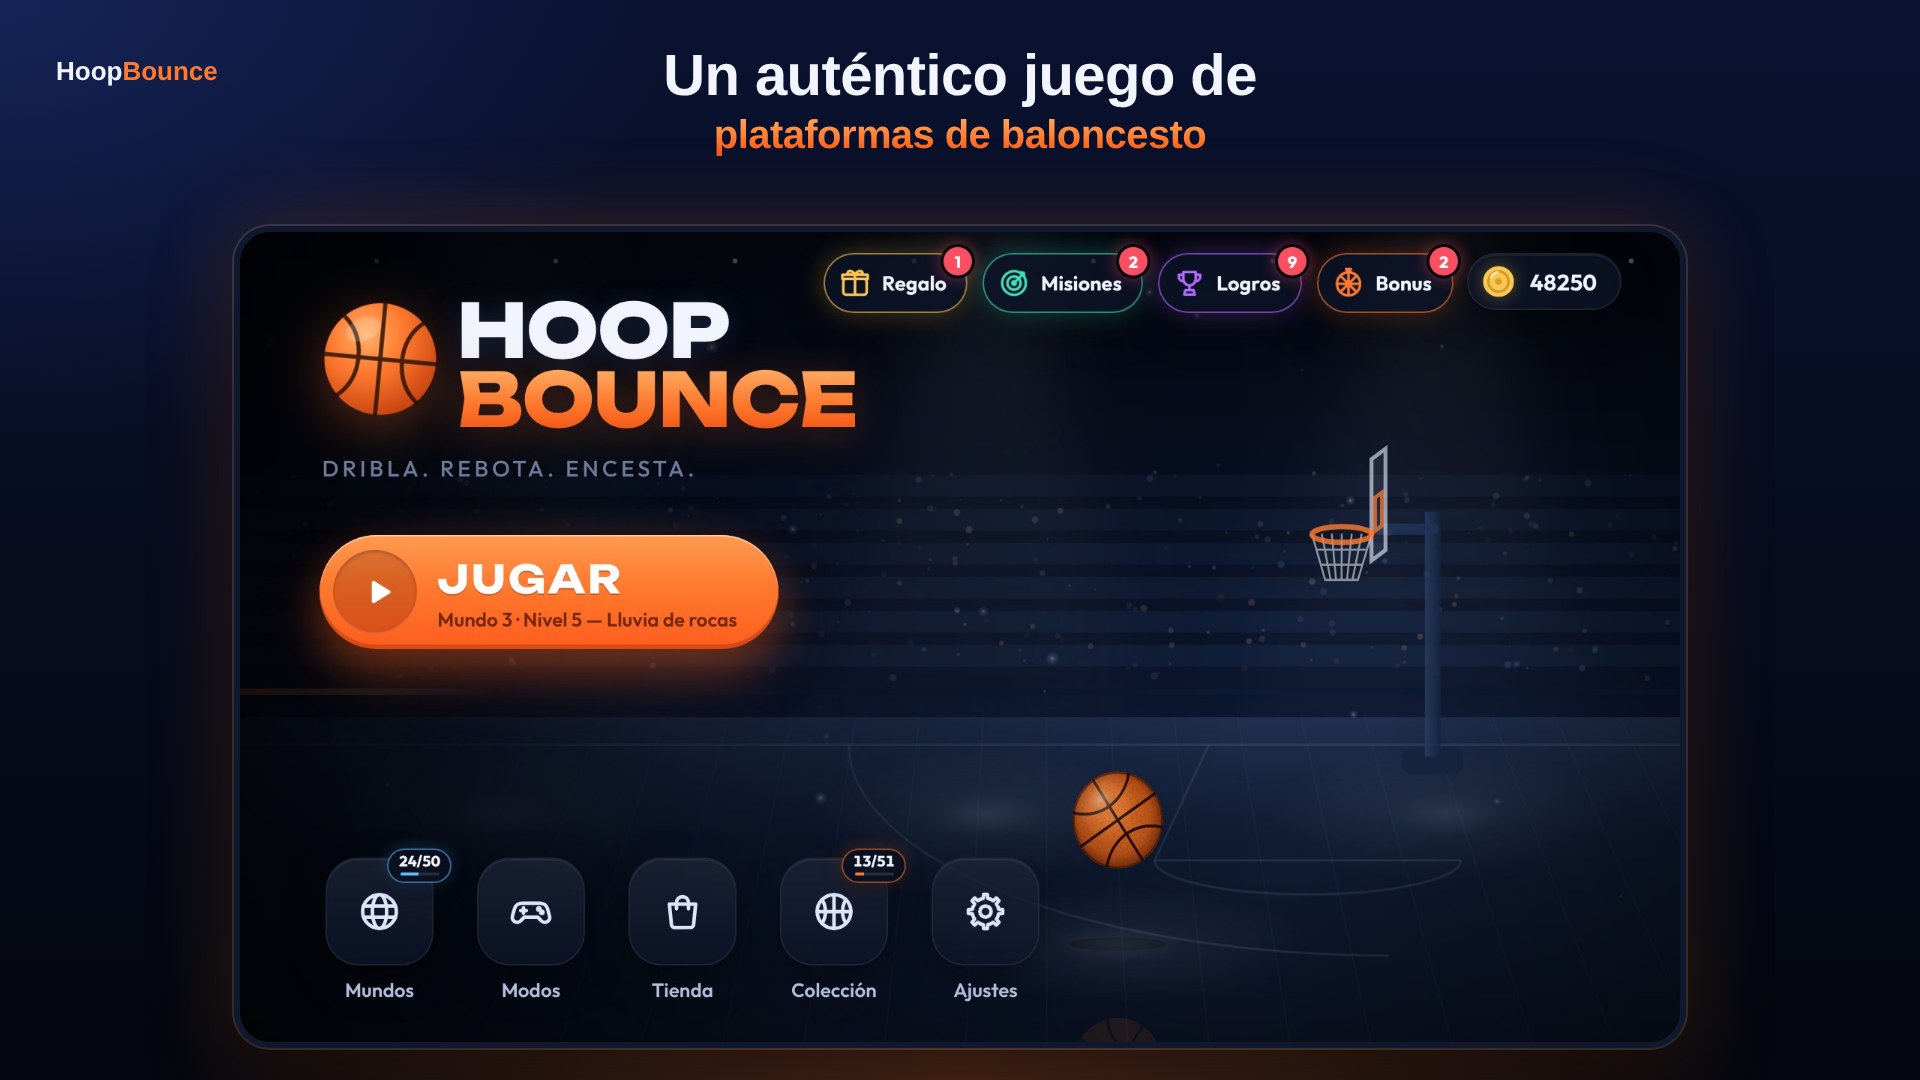 HoopBounce
Un auténtico juego de
plataformas de baloncesto
Regalo 1
Misiones 2
Logros 9
Bonus 2
48250
HOOP
BOUNCE
DRIBLA. REBOTA. ENCESTA.
JUGAR
Mundo 3 · Nivel 5 — Lluvia de rocas
24/50
13/51
Mundos
Modos
Tienda
Colección
Ajustes